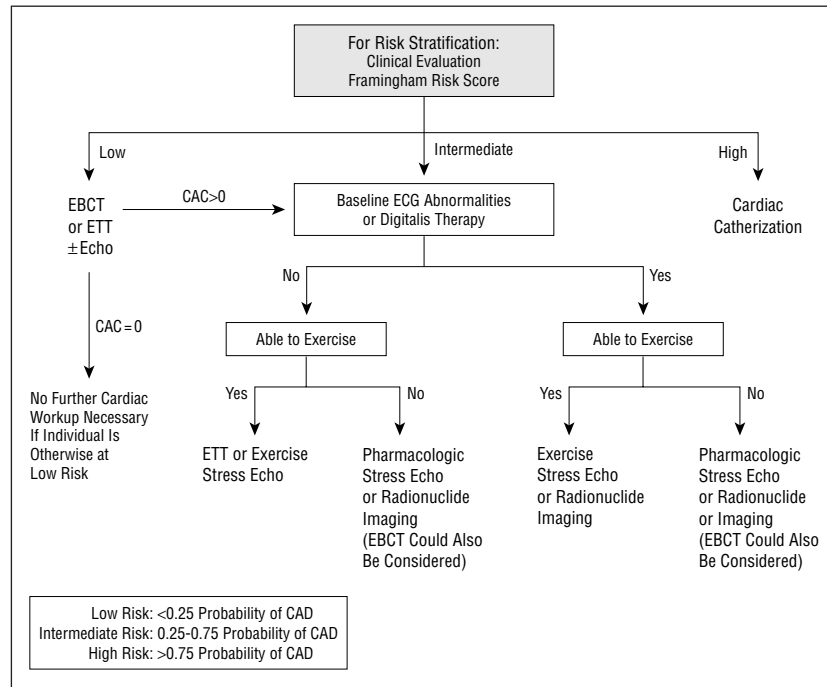 For Risk Stratification:
Clinical Evaluation
Framingham Risk Score
Low
Intermediate
High
EBCT
or ETT
±Echo
CAC>0
Baseline ECG Abnormalities
or Digitalis Therapy
Cardiac
Catherization
No
Yes
CAC=0
Able to Exercise
Able to Exercise
No Further Cardiac
Workup Necessary
If Individual Is
Otherwise at
Low Risk
Yes
No
Yes
No
ETT or Exercise
Stress Echo
Pharmacologic
Stress Echo
or Radionuclide
Imaging
(EBCT Could Also
Be Considered)
Exercise
Stress Echo
or Radionuclide
Imaging
Pharmacologic
Stress Echo
or Radionuclide
or Imaging
(EBCT Could Also
Be Considered)
Low Risk: <0.25 Probability of CAD
Intermediate Risk: 0.25-0.75 Probability of CAD
High Risk: >0.75 Probability of CAD